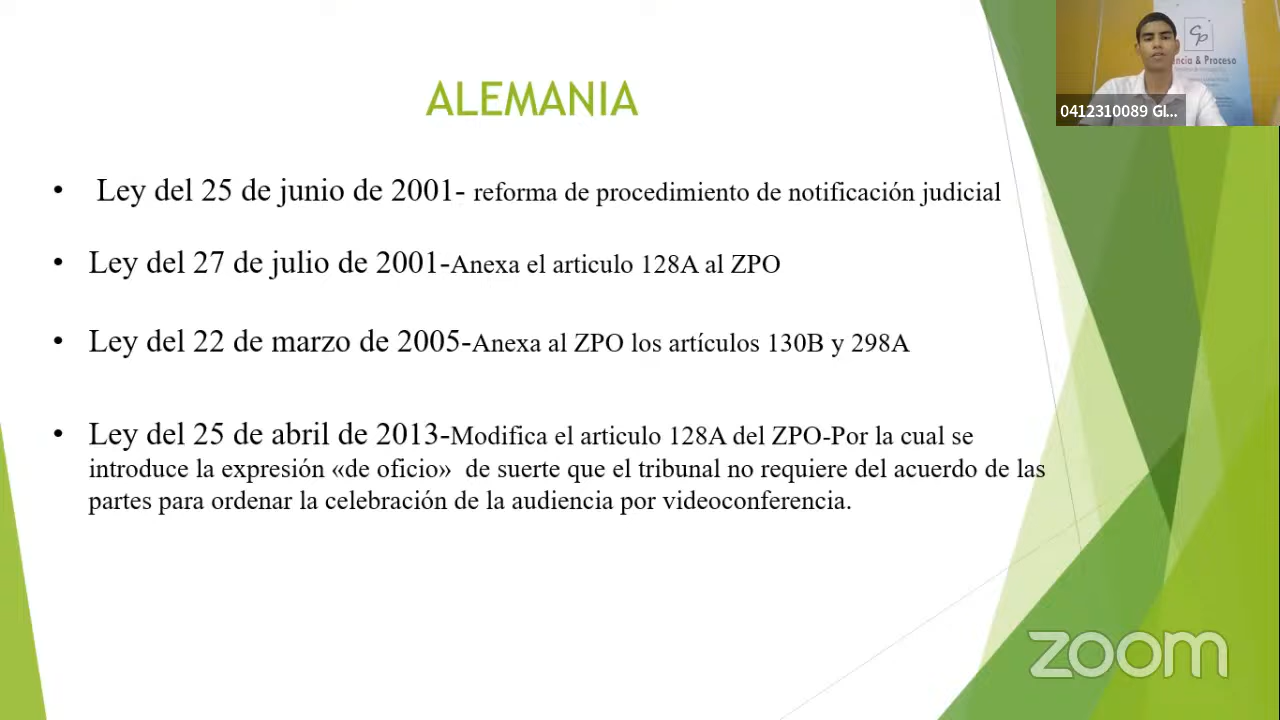 ALEMANIA
• Ley del 25 de junio de 2001- reforma de procedimiento de notificación judicial
• Ley del 27 de julio de 2001-Anexa el articulo 128A al ZPO
• Ley del 22 de marzo de 2005-Anexa al ZPO los artículos 130B y 298A
• Ley del 25 de abril de 2013-Modifica el articulo 128A del ZPO-Por la cual se
introduce la expresión «de oficio» de suerte que el tribunal no requiere del acuerdo de las
partes para ordenar la celebración de la audiencia por videoconferencia.
Cp
ncia & Proceso
0412310089 Gl...
zoom